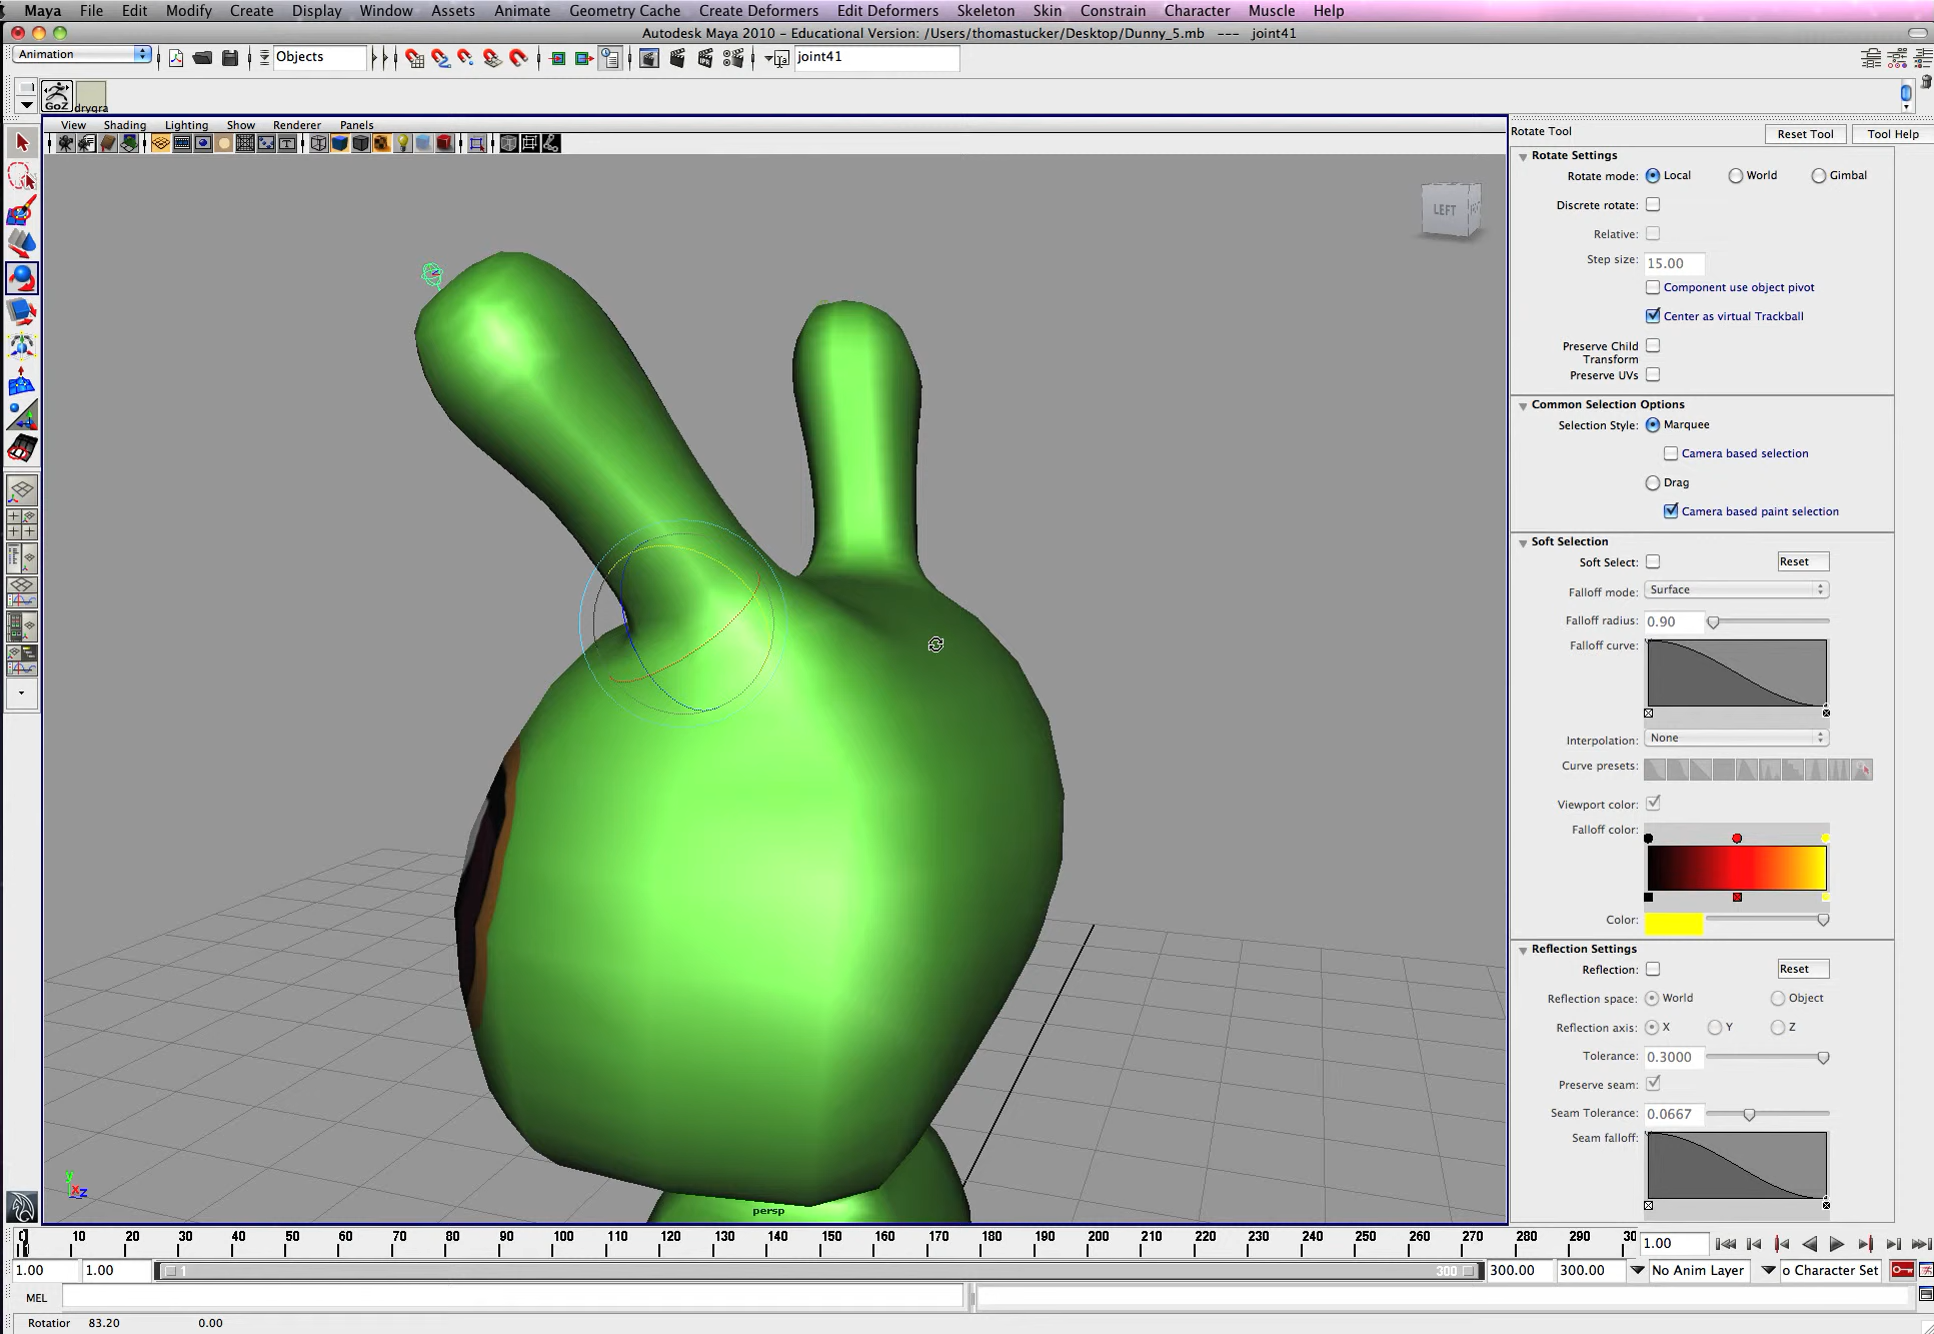 Maya File Edit Modify Create Display Window Assets Animate Geometry Cache Create Deformers Edit Deformers Skeleton Skin Constrain Character Muscle Help
Autodesk Maya 2010 - Educational Version: /Users/thomastucker/Desktop/Dunny_5.mb --- joint41
Animation Objects joint41
GoZ
View Shading Lighting Show Renderer Panels
Rotate Tool Reset Tool Tool Help
Rotate Settings
Rotate mode: Local World Gimbal
Discrete rotate:
Relative:
Step size: 15.00
Component use object pivot
Center as virtual Trackball
Preserve Child Transform
Preserve UVs
Common Selection Options
Selection Style: Marquee
Camera based selection
Drag
Camera based paint selection
Soft Selection
Soft Select: Reset
Falloff mode: Surface
Falloff radius: 0.90
Falloff curve:
Interpolation: None
Curve presets:
Viewport color:
Falloff color:
Color:
Reflection Settings
Reflection: Reset
Reflection space: World Object
Reflection axis: X Y Z
Tolerance: 0.3000
Preserve seam:
Seam Tolerance: 0.0667
Seam falloff:
LEFT
y
x z
persp
10 20 30 40 50 60 70 80 90 100 110 120 130 140 150 160 170 180 190 200 210 220 230 240 250 260 270 280 290 30 1.00
1.00 1.00 1 300 300.00 300.00 No Anim Layer o Character Set
MEL
Rotatior 83.20 0.00